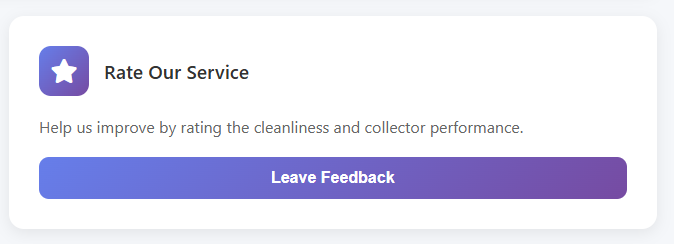 Rate Our Service
Help us improve by rating the cleanliness and collector performance.
Leave Feedback